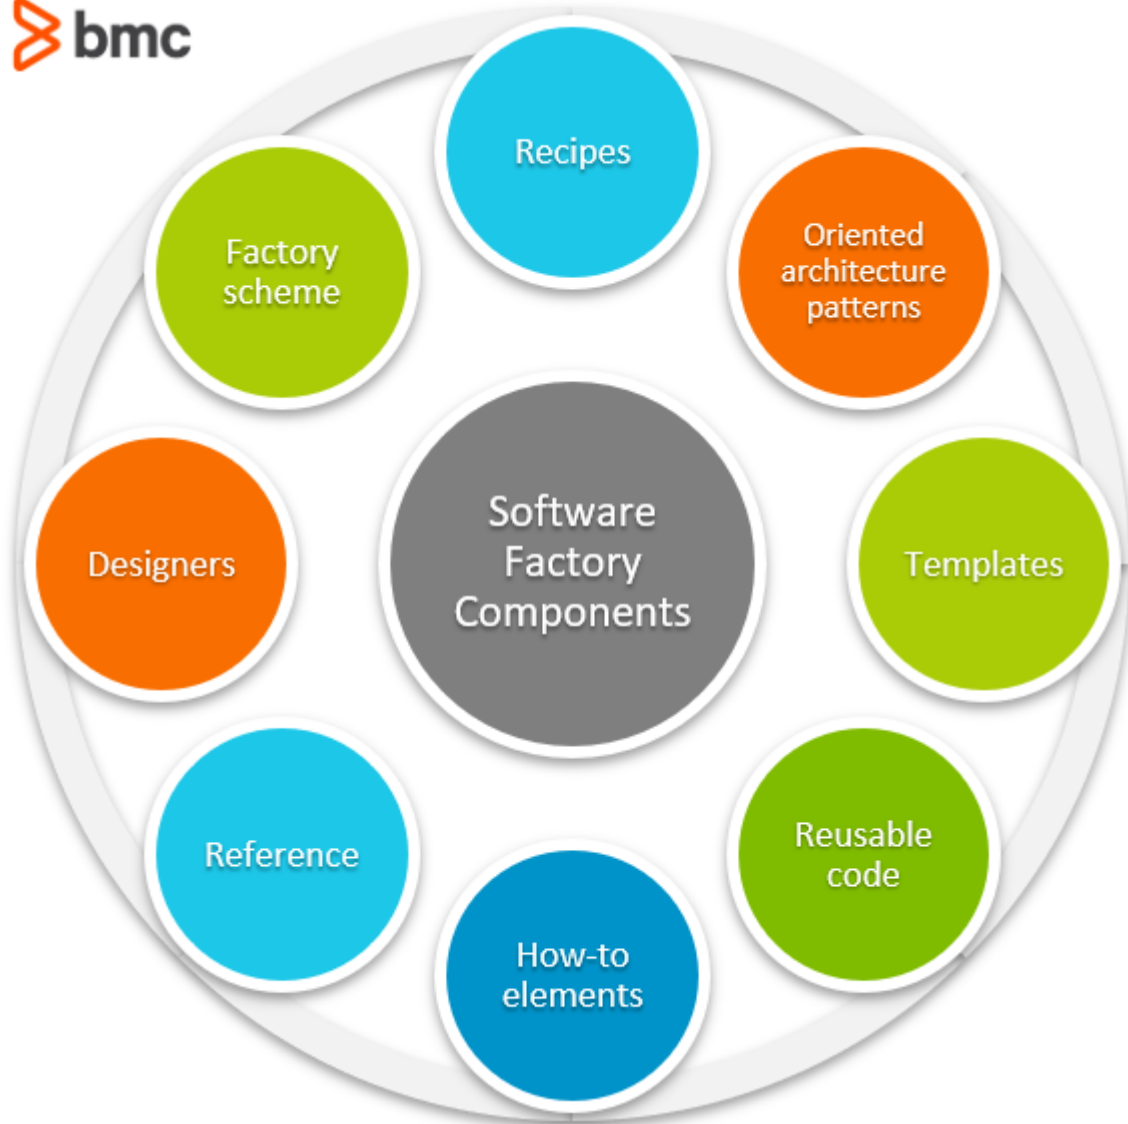 bmc
Recipes
Oriented
architecture
patterns
Templates
Reusable
code
How-to
elements
Reference
Designers
Factory
scheme
Software
Factory
Components